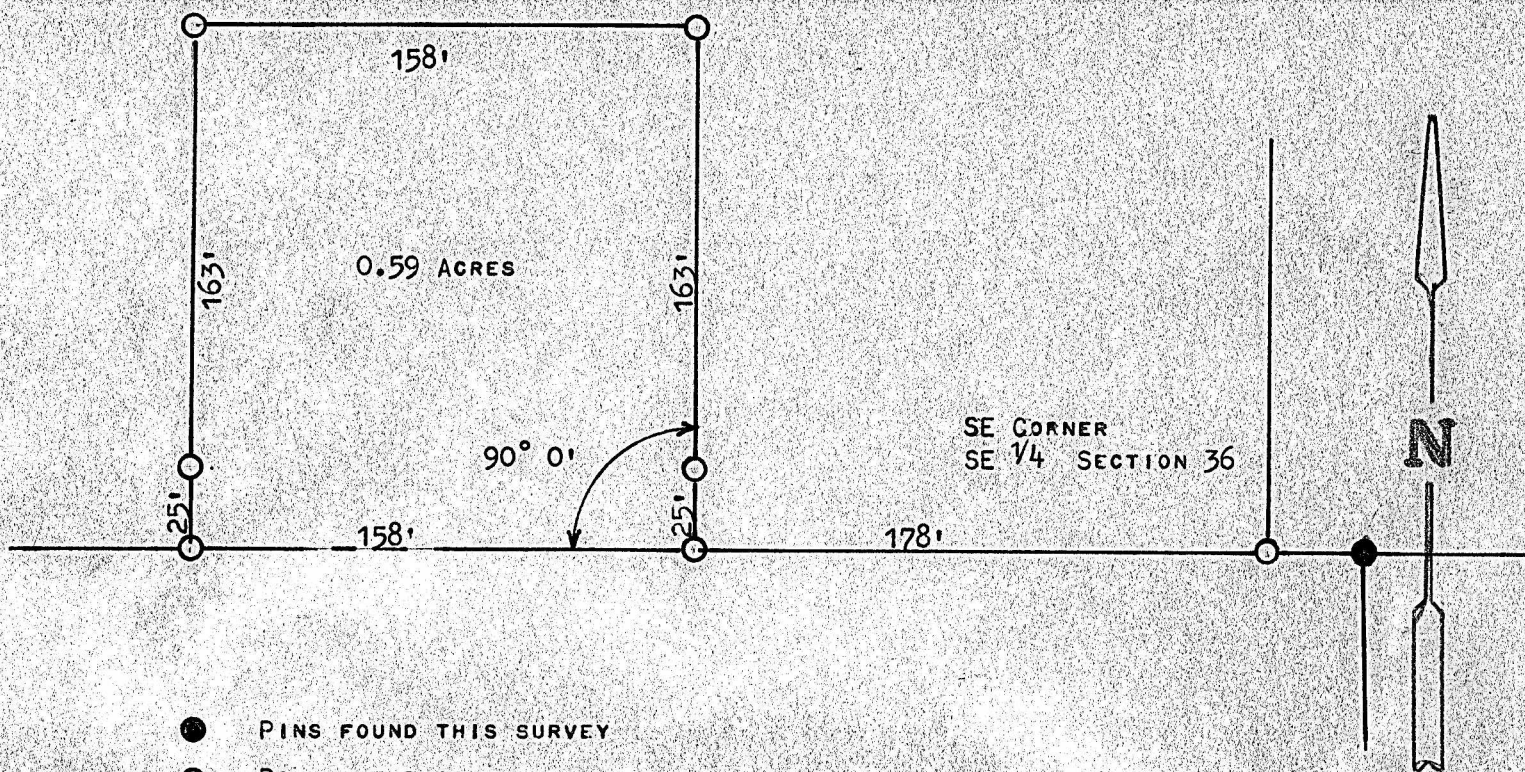 158'
163'
0.59 ACRES
163'
90° 0'
SE CORNER
SE 1/4 SECTION 36
N
25'
158'
25'
178'
PINS FOUND THIS SURVEY